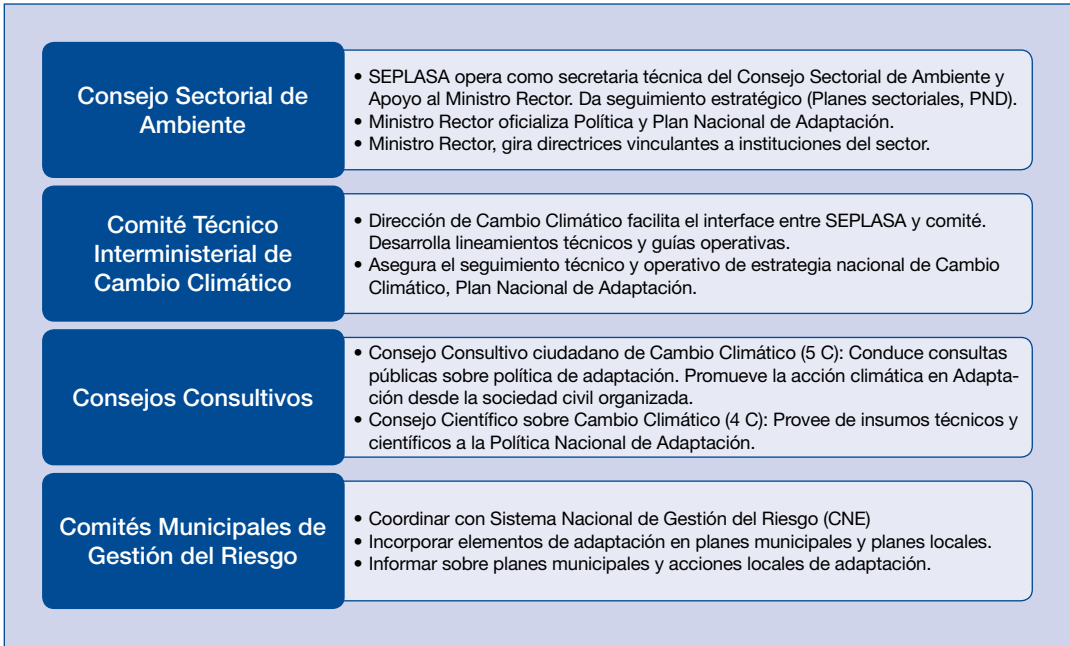 Consejo Sectorial de
Ambiente
• SEPLASA opera como secretaria técnica del Consejo Sectorial de Ambiente y
Apoyo al Ministro Rector. Da seguimiento estratégico (Planes sectoriales, PND).
• Ministro Rector oficializa Política y Plan Nacional de Adaptación.
• Ministro Rector, gira directrices vinculantes a instituciones del sector.
Comité Técnico
Interministerial de
Cambio Climático
• Dirección de Cambio Climático facilita el interface entre SEPLASA y comité.
Desarrolla lineamientos técnicos y guías operativas.
• Asegura el seguimiento técnico y operativo de estrategia nacional de Cambio
Climático, Plan Nacional de Adaptación.
Consejos Consultivos
• Consejo Consultivo ciudadano de Cambio Climático (5 C): Conduce consultas
públicas sobre política de adaptación. Promueve la acción climática en Adapta-
ción desde la sociedad civil organizada.
• Consejo Científico sobre Cambio Climático (4 C): Provee de insumos técnicos y
científicos a la Política Nacional de Adaptación.
Comités Municipales de
Gestión del Riesgo
• Coordinar con Sistema Nacional de Gestión del Riesgo (CNE)
• Incorporar elementos de adaptación en planes municipales y planes locales.
• Informar sobre planes municipales y acciones locales de adaptación.